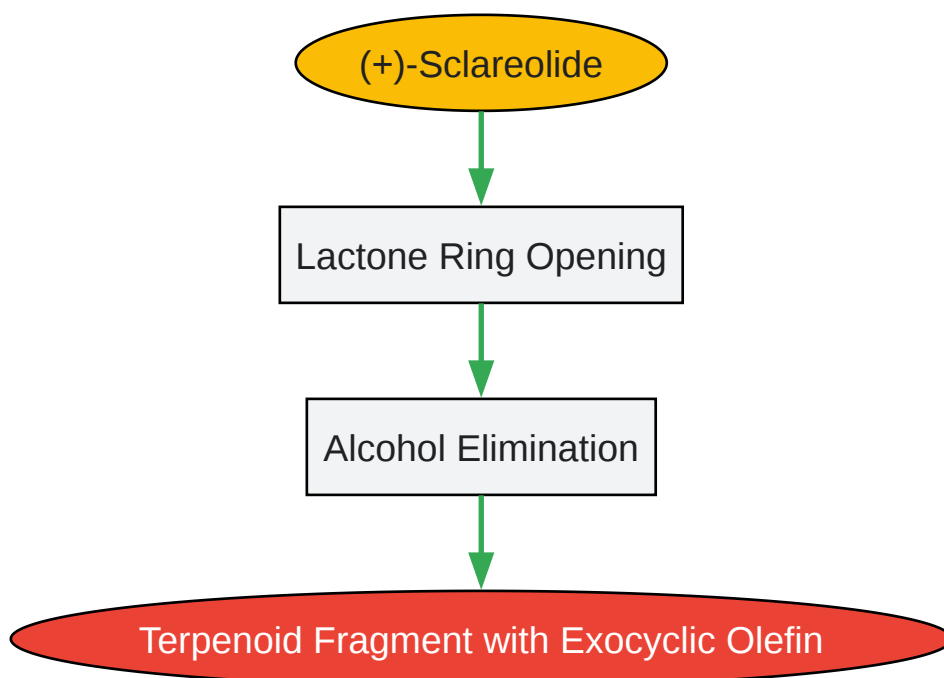 (+)-Sclareolide
Lactone Ring Opening
Alcohol Elimination
Terpenoid Fragment with Exocyclic Olefin